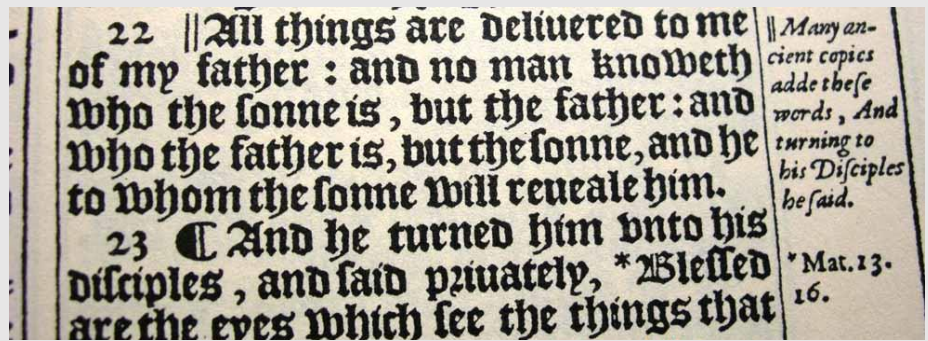 22 ‖All things are deliuered to me
of my father : and no man knoweth
who the ſonne is , but the father : and
who the father is, but the ſonne, and he
to whom the ſonne will reueale him.
23 ¶ And he turned him vnto his
diſciples , and ſaid priuately, *Bleſſed
are the eyes which ſee the things that
‖ Many an-
cient copies
adde theſe
words , And
turning to
his Diſciples
he ſaid.
* Mat. 13.
16.